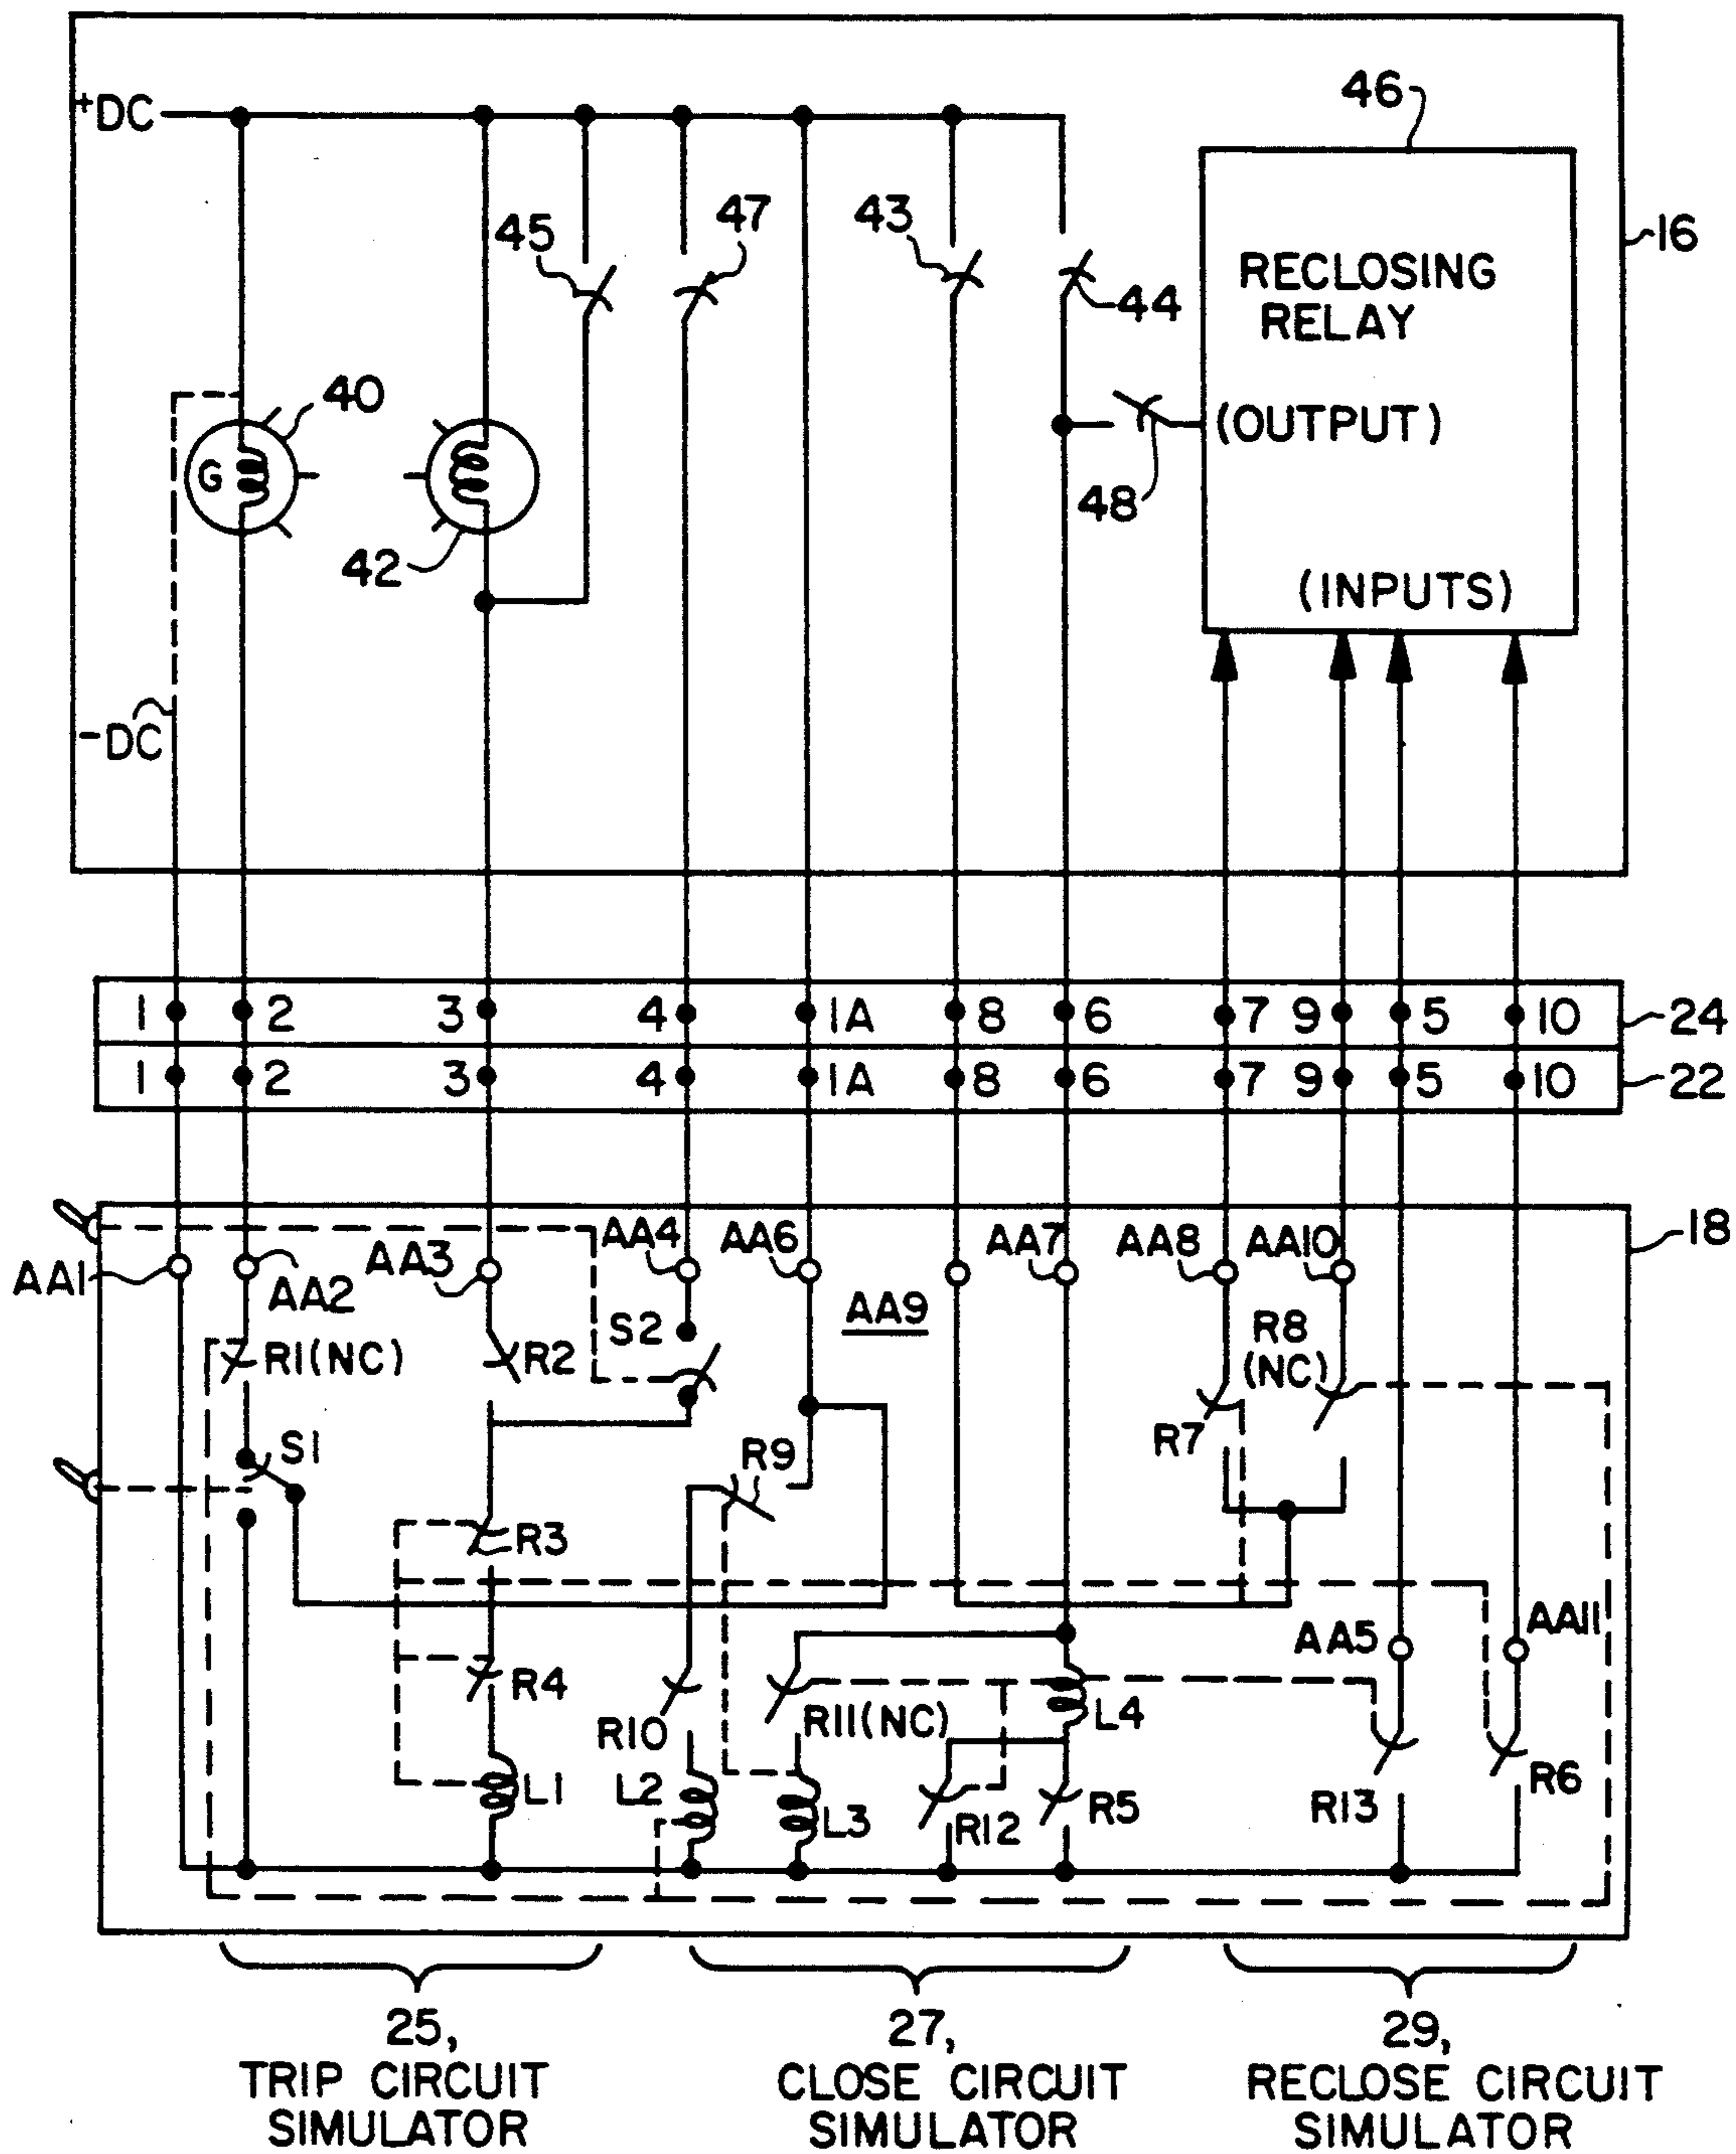 46
+DC
45
47
43
16
RECLOSING
RELAY
44
40
(OUTPUT)
G
48
42
(INPUTS)
-DC
1 2 3 4 1A 8 6 7 9 5 10 24
1 2 3 4 1A 8 6 7 9 5 10 22
18
AA1 AA2 AA3 AA4 AA6 AA7 AA8 AA10
AA9
S2 R8
R1(NC) R2 (NC)
R7
S1 R9
R3
AA5 AA11
R4 R11(NC) L4
R10
L1 L2 L3 R12 R5 R13 R6
25, 27, 29,
TRIP CIRCUIT CLOSE CIRCUIT RECLOSE CIRCUIT
SIMULATOR SIMULATOR SIMULATOR